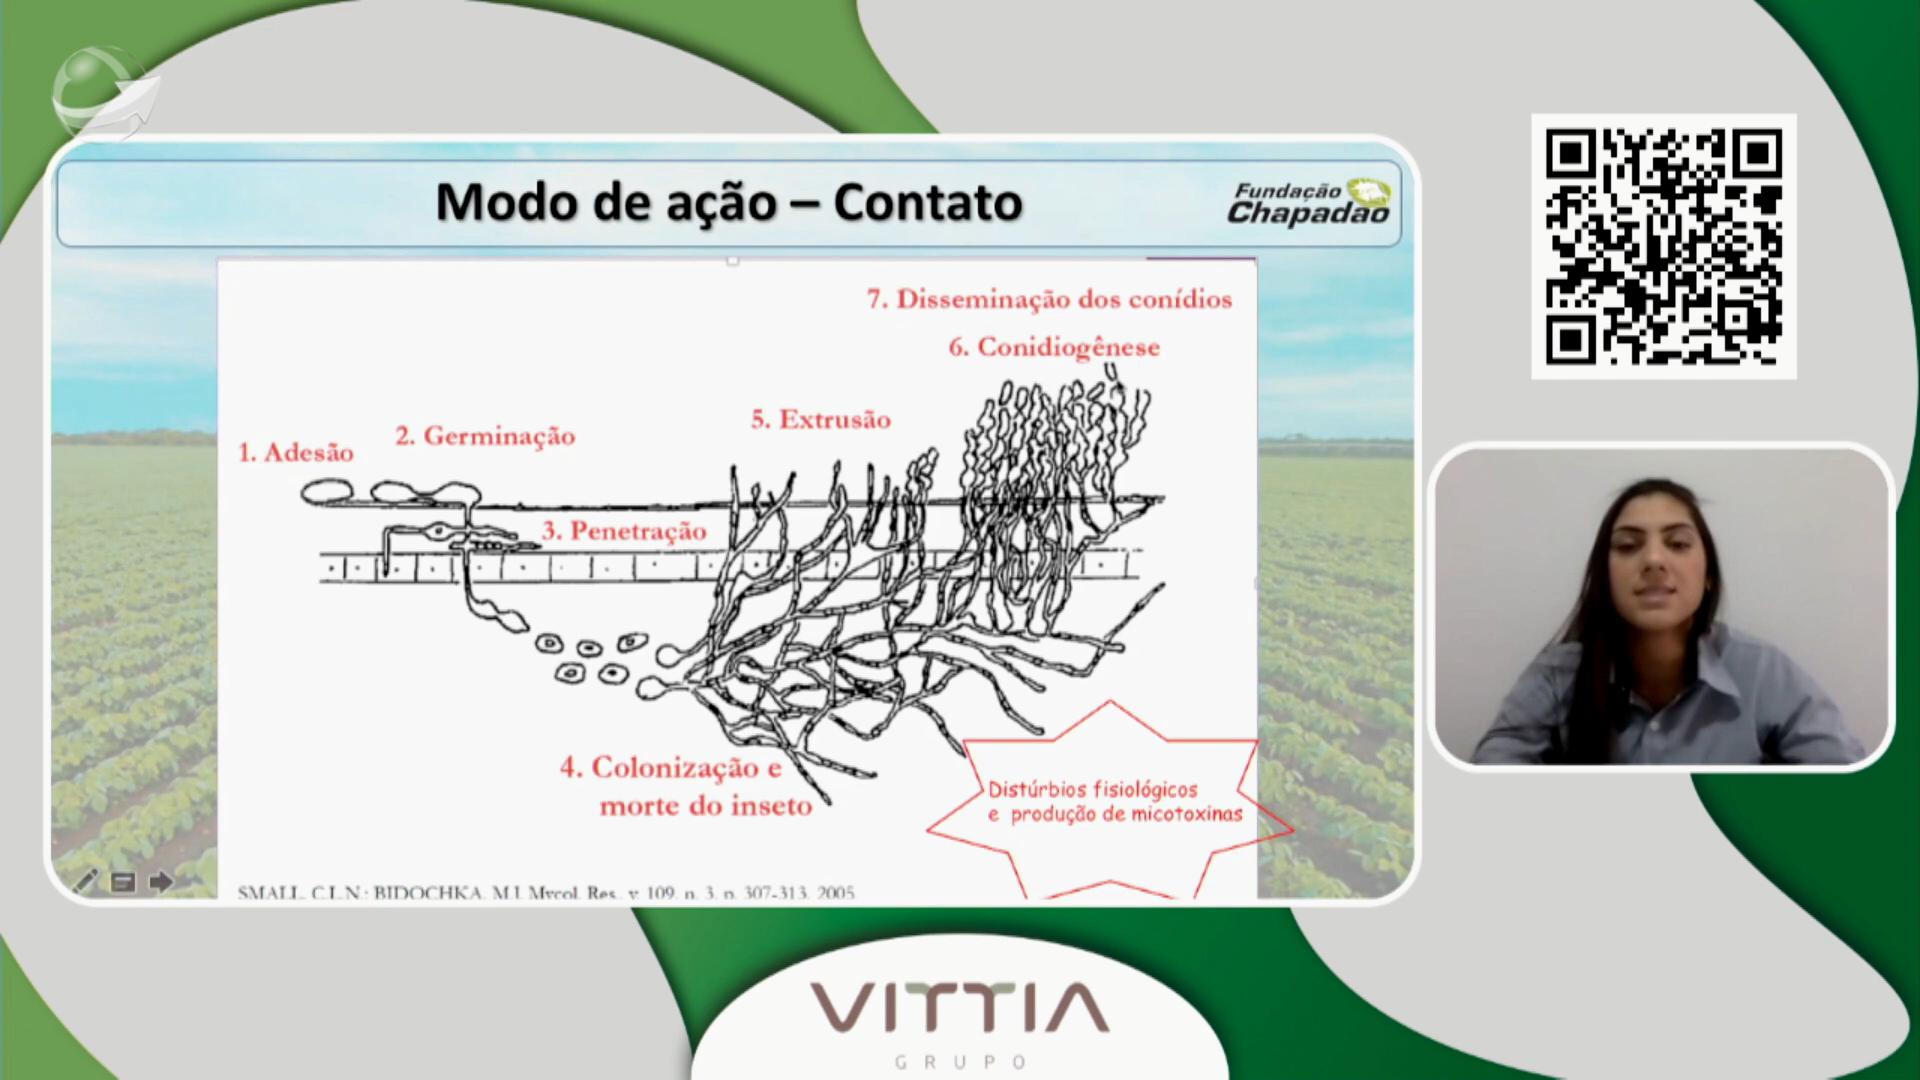 Modo de ação – Contato
Fundação
Chapadão
7. Disseminação dos conídios
6. Conidiogênese
5. Extrusão
2. Germinação
1. Adesão
3. Penetração
4. Colonização e
morte do inseto
Distúrbios fisiológicos
e produção de micotoxinas
SMALL, C.L.N.; BIDOCHKA, M.J. Mycol. Res., v. 109, n. 3, p. 307-313, 2005
VITTIA
GRUPO